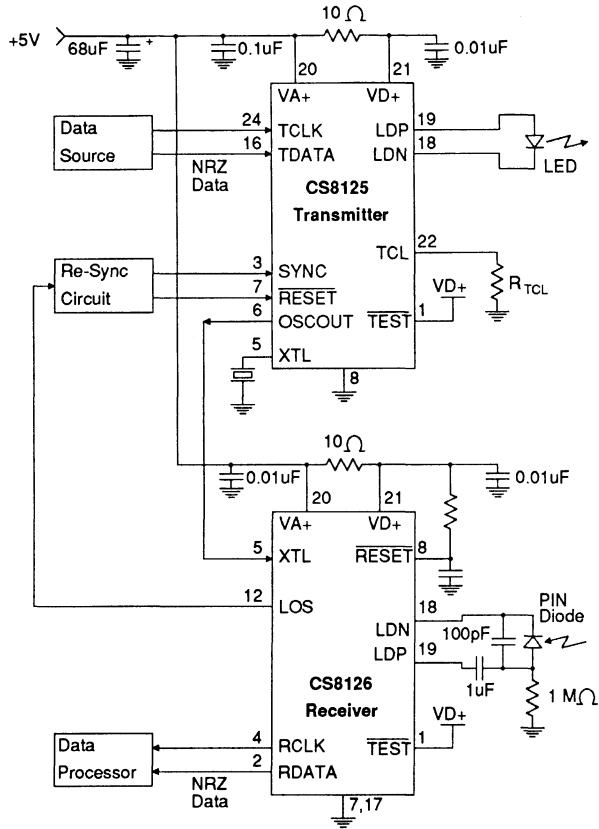 10Ω
+5V
68uF
+
0.1uF
0.01uF
20
21
VA+
VD+
Data
Source
24
TCLK
16
TDATA
NRZ
Data
LDP
19
LDN
18
LED
CS8125
Transmitter
TCL
22
R TCL
Re-Sync
Circuit
3
SYNC
7
RESET
6
OSCOUT
VD+
TEST
1
5
XTL
8
10Ω
0.01uF
0.01uF
20
21
VA+
VD+
5
XTL
RESET
8
12
LOS
18
LDN
LDP
19
100pF
PIN
Diode
1uF
1 MΩ
CS8126
Receiver
VD+
Data
Processor
4
RCLK
2
RDATA
TEST
1
NRZ
Data
7,17